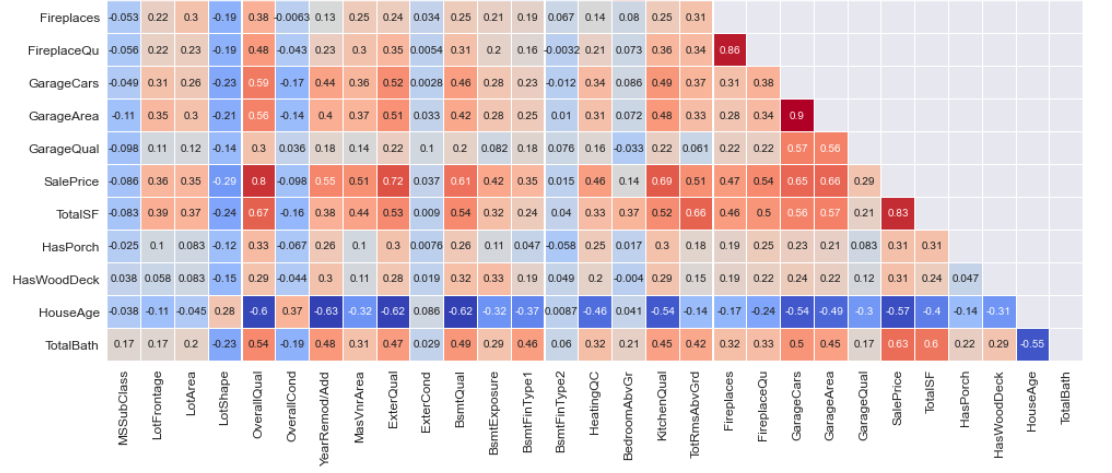 Fireplaces -0.053 0.22 0.3 -0.19 0.38 -0.0063 0.13 0.25 0.24 0.034 0.25 0.21 0.19 0.067 0.14 0.08 0.25 0.31
FireplaceQu -0.056 0.22 0.23 -0.19 0.48 -0.043 0.23 0.3 0.35 0.0054 0.31 0.2 0.16 -0.0032 0.21 0.073 0.36 0.34 0.86
GarageCars -0.049 0.31 0.26 -0.23 0.59 -0.17 0.44 0.36 0.52 0.0028 0.46 0.28 0.23 -0.012 0.34 0.086 0.49 0.37 0.31 0.38
GarageArea -0.11 0.35 0.3 -0.21 0.56 -0.14 0.4 0.37 0.51 0.033 0.42 0.28 0.25 0.01 0.31 0.072 0.48 0.33 0.28 0.34 0.9
GarageQual -0.098 0.11 0.12 -0.14 0.3 0.036 0.18 0.14 0.22 0.1 0.2 0.082 0.18 0.076 0.16 -0.033 0.22 0.061 0.22 0.22 0.57 0.56
SalePrice -0.086 0.36 0.35 -0.29 0.8 -0.098 0.55 0.51 0.72 0.037 0.61 0.42 0.35 0.015 0.46 0.14 0.69 0.51 0.47 0.54 0.65 0.66 0.29
TotalSF -0.083 0.39 0.37 -0.24 0.67 -0.16 0.38 0.44 0.53 0.009 0.54 0.32 0.24 0.04 0.33 0.37 0.52 0.66 0.46 0.5 0.56 0.57 0.21 0.83
HasPorch -0.025 0.1 0.083 -0.12 0.33 -0.067 0.26 0.1 0.3 0.0076 0.26 0.11 0.047 -0.058 0.25 0.017 0.3 0.18 0.19 0.25 0.23 0.21 0.083 0.31 0.31
HasWoodDeck 0.038 0.058 0.083 -0.15 0.29 -0.044 0.3 0.11 0.28 0.019 0.32 0.33 0.19 0.049 0.2 -0.004 0.29 0.15 0.19 0.22 0.24 0.22 0.12 0.31 0.24 0.047
HouseAge -0.038 -0.11 -0.045 0.28 -0.6 0.37 -0.63 -0.32 -0.62 0.086 -0.62 -0.32 -0.37 0.0087 -0.46 0.041 -0.54 -0.14 -0.17 -0.24 -0.54 -0.49 -0.3 -0.57 -0.4 -0.14 -0.31
TotalBath 0.17 0.17 0.2 -0.23 0.54 -0.19 0.48 0.31 0.47 0.029 0.49 0.29 0.46 0.06 0.32 0.21 0.45 0.42 0.32 0.33 0.5 0.45 0.17 0.63 0.6 0.22 0.29 -0.55
MSSubClass
LotFrontage
LotArea
LotShape
OverallQual
OverallCond
YearRemod/Add
MasVnrArea
ExterQual
ExterCond
BsmtQual
BsmtExposure
BsmtFinType1
BsmtFinType2
HeatingQC
BedroomAbvGr
KitchenQual
TotRmsAbvGrd
Fireplaces
FireplaceQu
GarageCars
GarageArea
GarageQual
SalePrice
TotalSF
HasPorch
HasWoodDeck
HouseAge
TotalBath